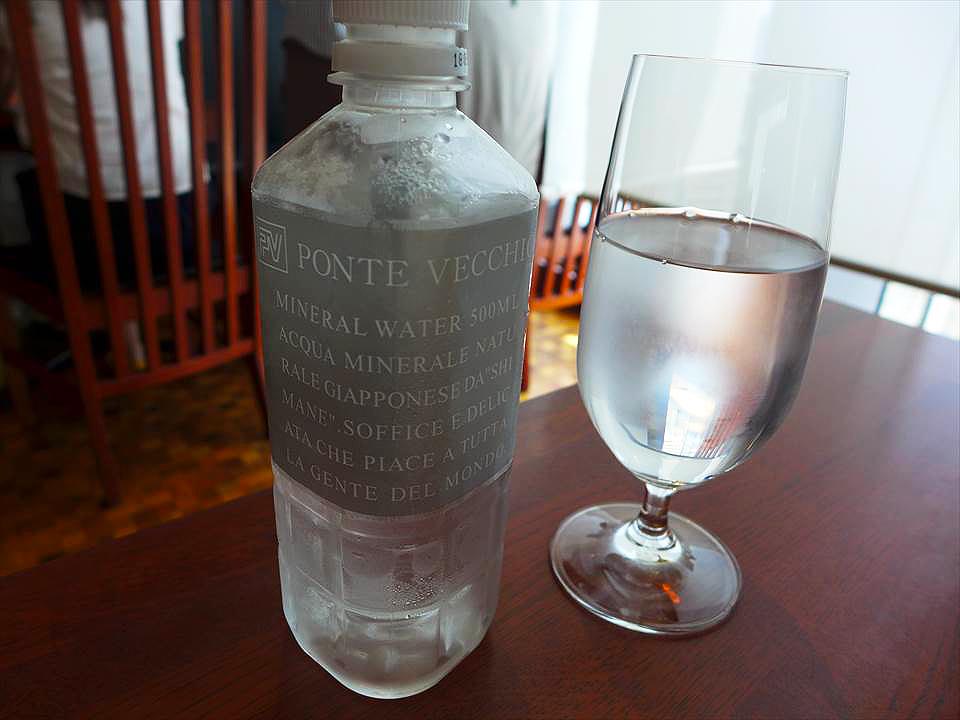 PV PONTE VECCHIO
MINERAL WATER 500ML
ACQUA MINERALE NATU
RALE GIAPPONESE DA"SHI
MANE".SOFFICE E.DELIC
ATA CHE PIACE A TUTTA
LA GENTE DEL MONDO.